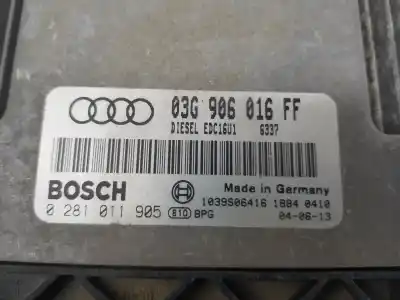 03G 906 016 FF
DIESEL EDC16U1 6337
BOSCH
Made in Germany
1039S06416 1884 0410
0 281 011 905 810 BPG
04-06-13